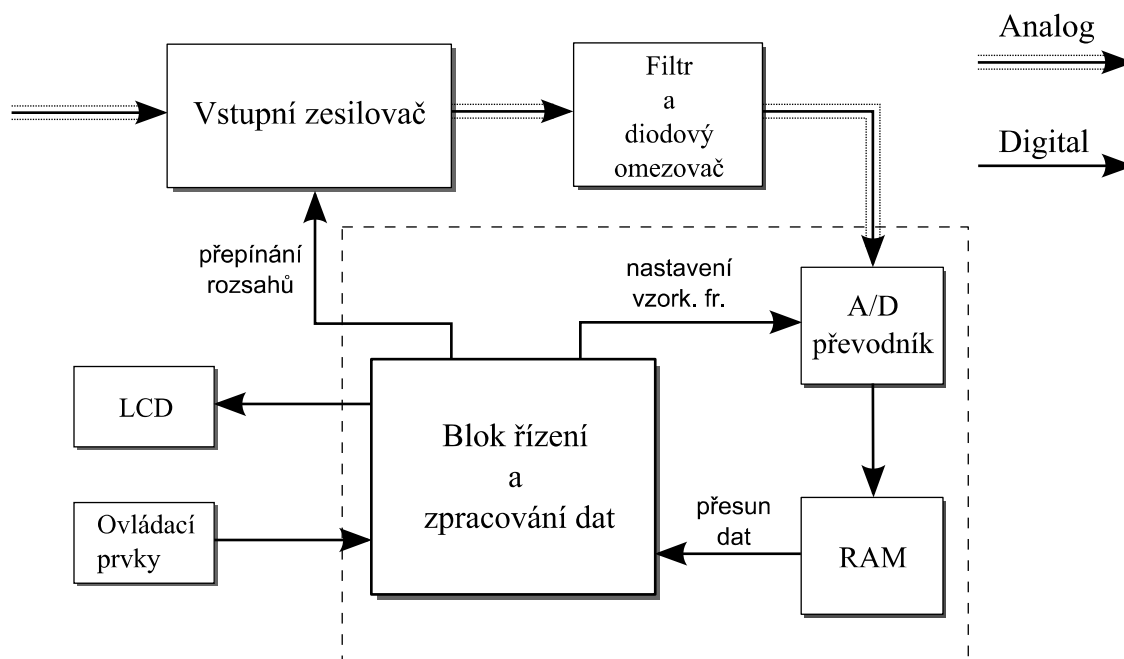 Analog
Vstupní zesilovač
Filtr
a
diodový
omezovač
Digital
přepínání
rozsahů
nastavení
vzork. fr.
A/D
převodník
LCD
Blok řízení
a
zpracování dat
Ovládací
prvky
přesun
dat
RAM